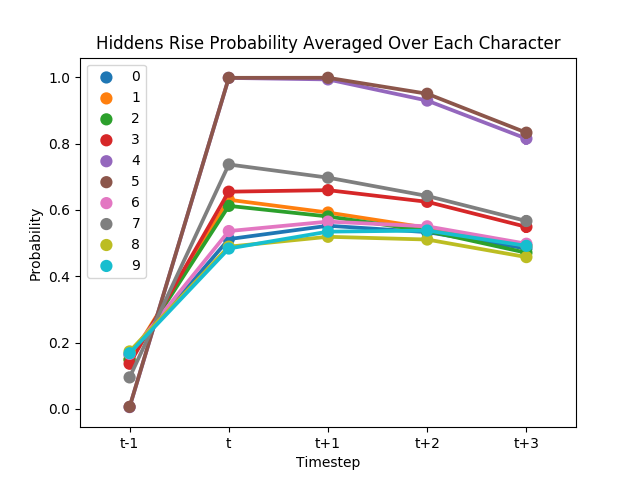 Hiddens Rise Probability Averaged Over Each Character
1.0
0.8
0.6
0.4
0.2
0.0
Probability
0
1
2
3
4
5
6
7
8
9
t-1
t
t+1
t+2
t+3
Timestep